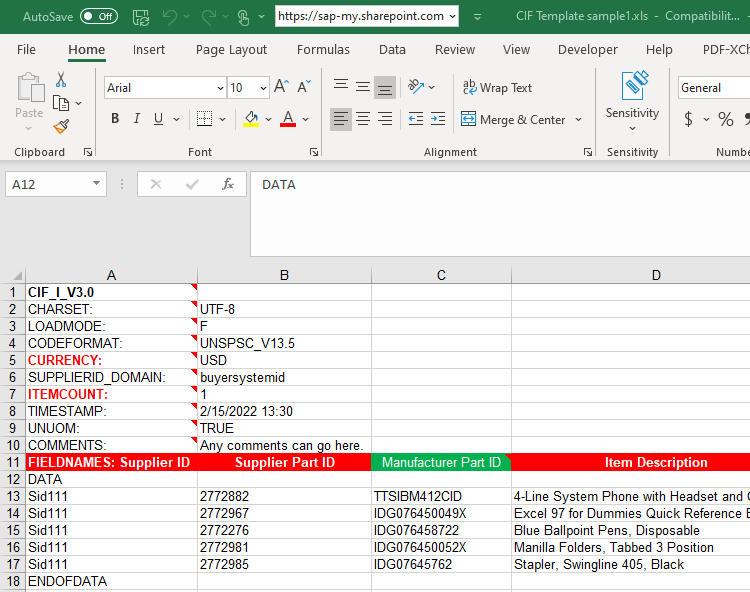 AutoSave Off https://sap-my.sharepoint.com CIF Template sample1.xls - Compatibilit...
File Home Insert Page Layout Formulas Data Review View Developer Help PDF-XCh
Paste Arial 10 A A ab Wrap Text Sensitivity General
B I U A Merge & Center $ %
Clipboard Font Alignment Sensitivity Numbe
A12 fx DATA
A B C D
1 CIF_I_V3.0
2 CHARSET: UTF-8
3 LOADMODE: F
4 CODEFORMAT: UNSPSC_V13.5
5 CURRENCY: USD
6 SUPPLIERID_DOMAIN: buyersystemid
7 ITEMCOUNT: 1
8 TIMESTAMP: 2/15/2022 13:30
9 UNUOM: TRUE
10 COMMENTS: Any comments can go here.
11 FIELDNAMES: Supplier ID Supplier Part ID Manufacturer Part ID Item Description
12 DATA
13 Sid111 2772882 TTSIBM412CID 4-Line System Phone with Headset and
14 Sid111 2772967 IDG076450049X Excel 97 for Dummies Quick Reference
15 Sid111 2772276 IDG076458722 Blue Ballpoint Pens, Disposable
16 Sid111 2772981 IDG076450052X Manilla Folders, Tabbed 3 Position
17 Sid111 2772985 IDG07645762 Stapler, Swingline 405, Black
18 ENDOFDATA